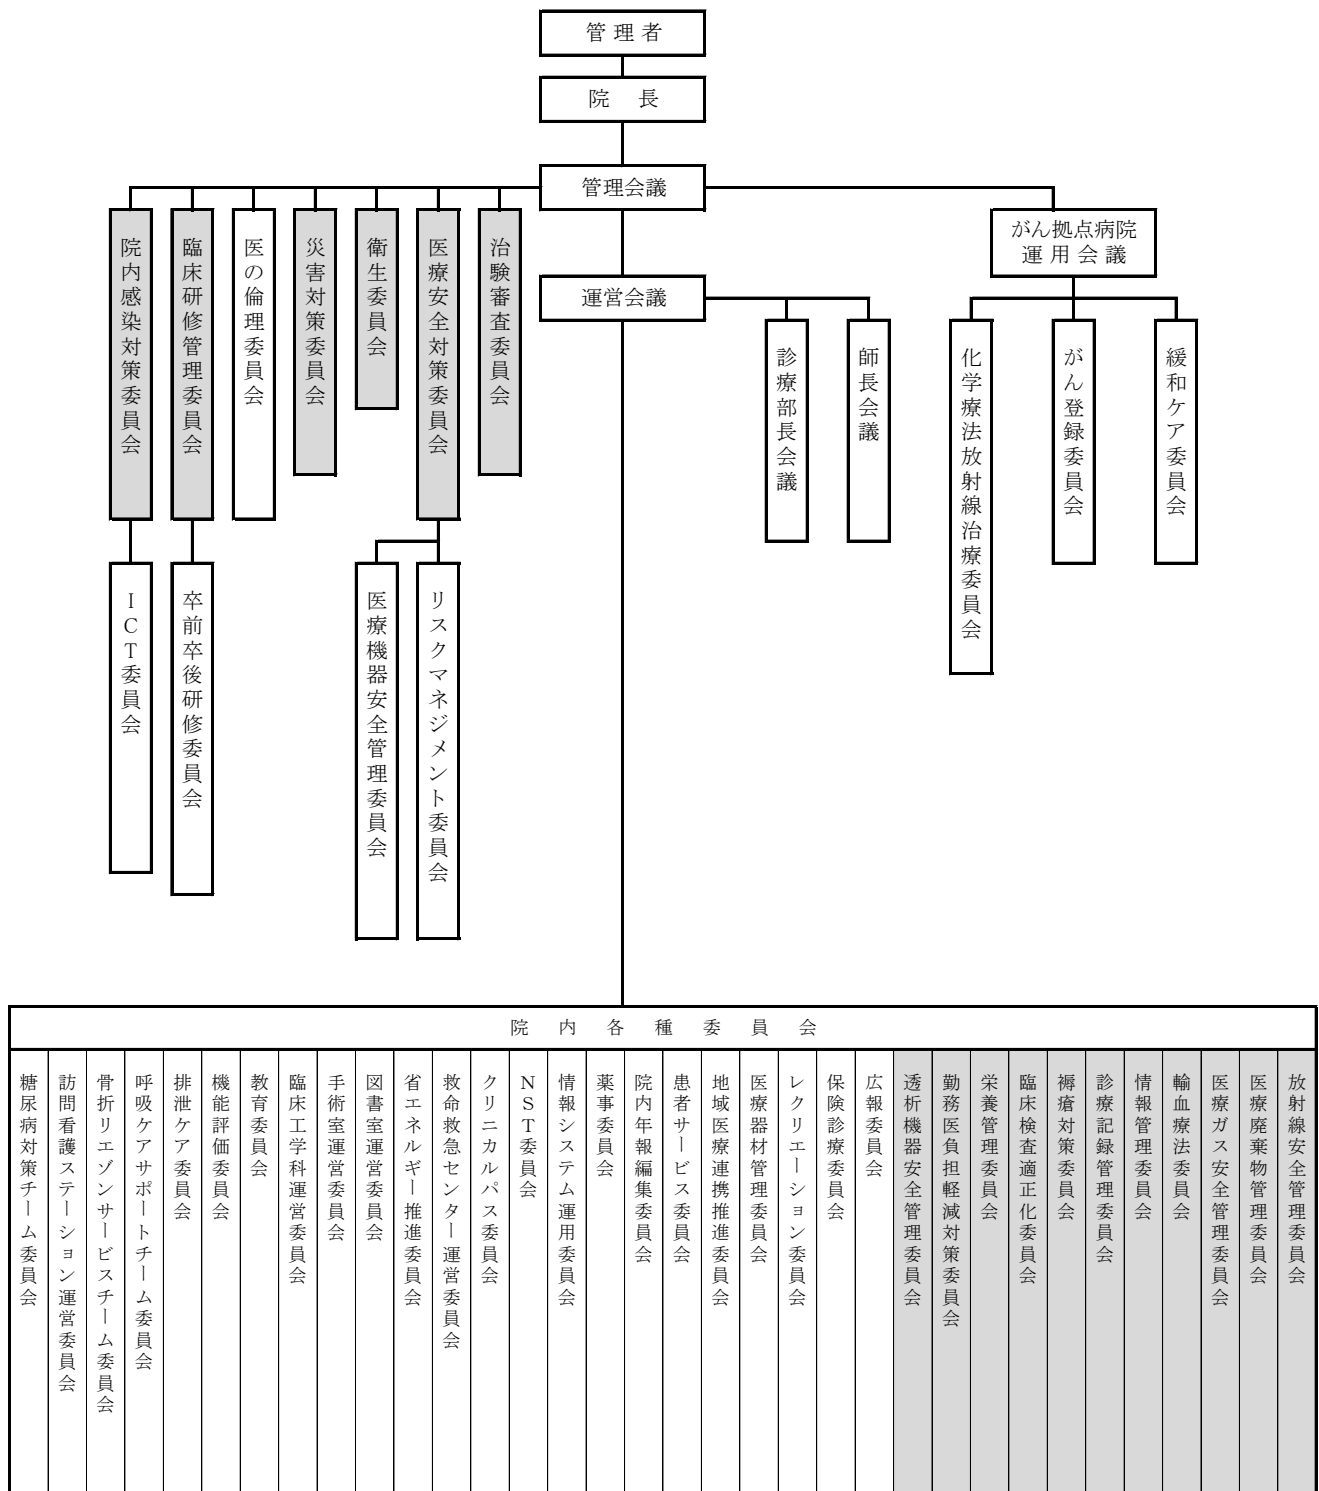 管理者
院 長
管理会議
がん拠点病院
運用会議
院内感染対策委員会
臨床研修管理委員会
医の倫理委員会
災害対策委員会
衛生委員会
医療安全対策委員会
治験審査委員会
運営会議
診療部長会議
師長会議
化学療法放射線治療委員会
がん登録委員会
緩和ケア委員会
ICT委員会
卒前卒後研修委員会
医療機器安全管理委員会
リスクマネジメント委員会
院内各種委員会
糖尿病対策チーム委員会
訪問看護ステーション運営委員会
骨折リエゾンサービスチーム委員会
呼吸ケアサポートチーム委員会
排泄ケア委員会
機能評価委員会
教育委員会
臨床工学科運営委員会
手術室運営委員会
図書室運営委員会
省エネルギー推進委員会
救命救急センター運営委員会
クリニカルパス委員会
NST委員会
情報システム運用委員会
薬事委員会
院内年報編集委員会
患者サービス委員会
地域医療連携推進委員会
医療器材管理委員会
レクリエーション委員会
保険診療委員会
広報委員会
透析機器安全管理委員会
勤務医負担軽減対策委員会
栄養管理委員会
臨床検査適正化委員会
褥瘡対策委員会
診療記録管理委員会
情報管理委員会
輸血療法委員会
医療ガス安全管理委員会
医療廃棄物管理委員会
放射線安全管理委員会